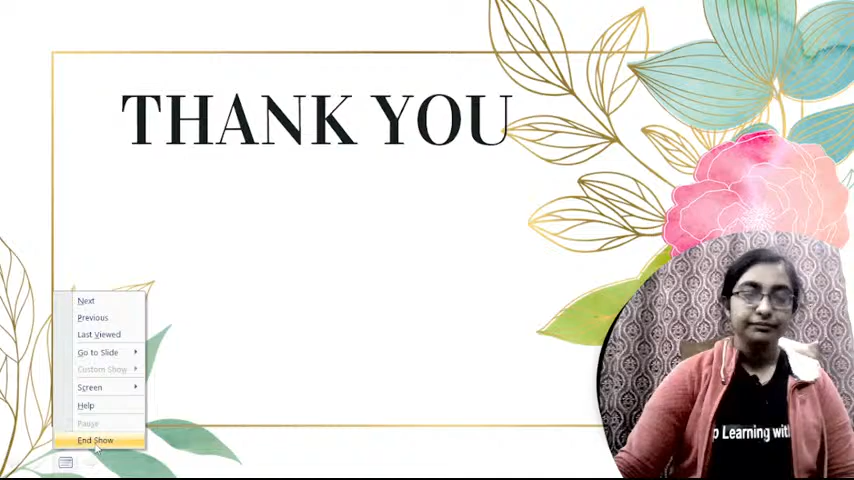 THANK YOU
Next
Previous
Last Viewed
Go to Slide
Custom Show
Screen
Help
Pause
End Show
p Learning with